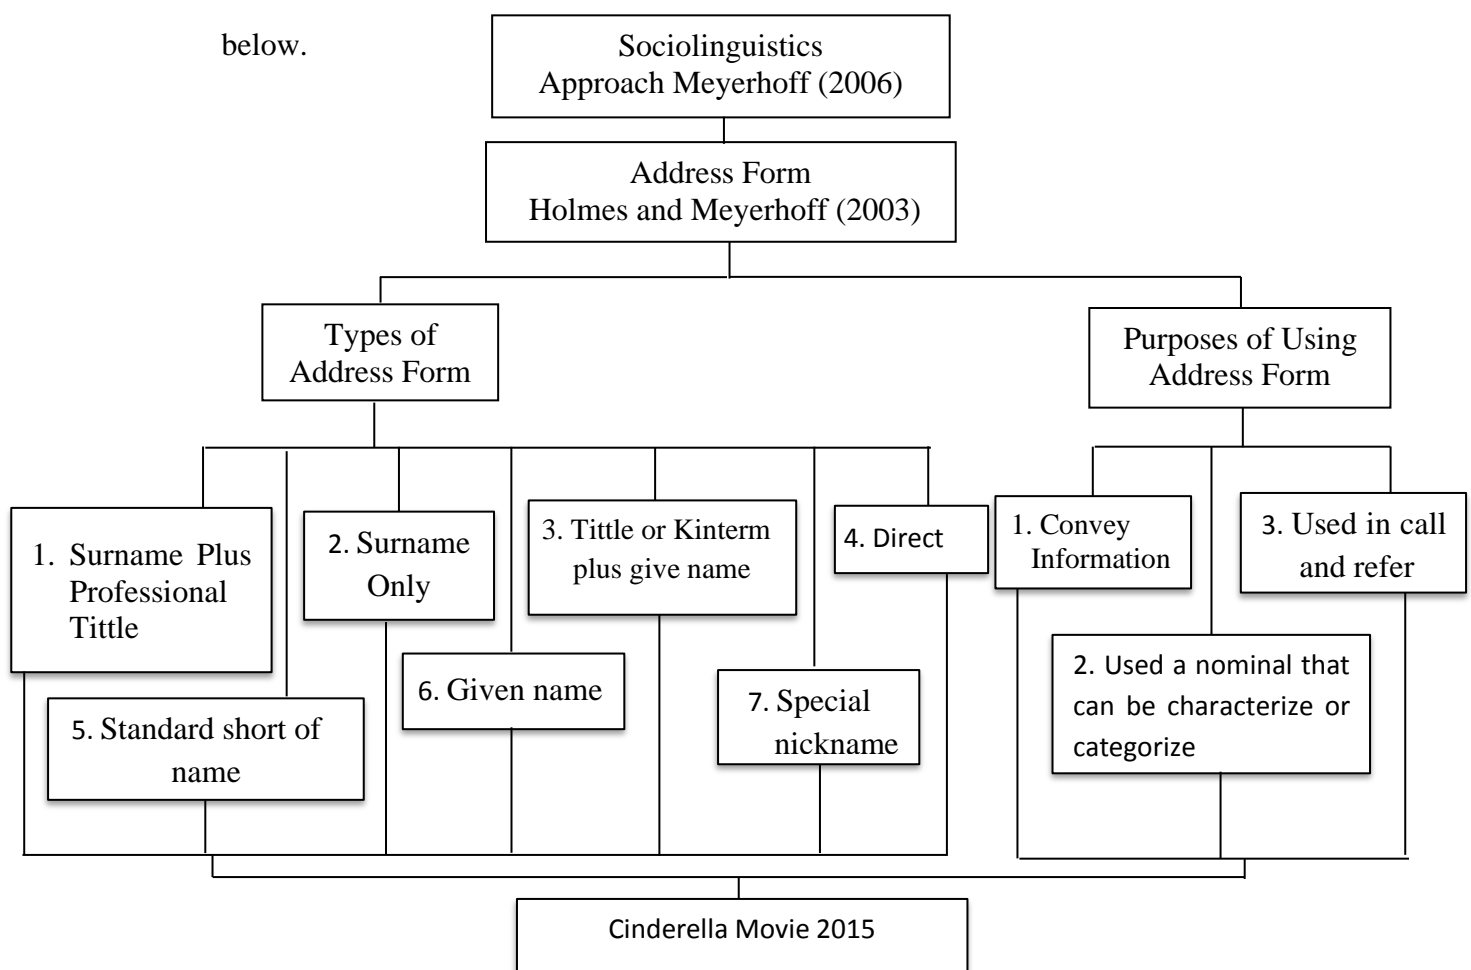 below.
Sociolinguistics
Approach Meyerhoff (2006)
Address Form
Holmes and Meyerhoff (2003)
Types of
Address Form
Purposes of Using
Address Form
1. Surname Plus
Professional
Tittle
2. Surname
Only
3. Tittle or Kinterm
plus give name
4. Direct
5. Standard short of
name
6. Given name
7. Special
nickname
1. Convey
Information
2. Used a nominal that
can be characterize or
categorize
3. Used in call
and refer
Cinderella Movie 2015